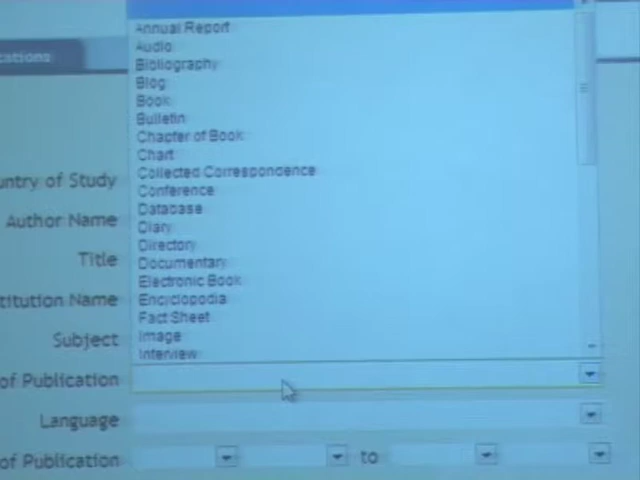 Annual Report
Audio
Bibliography
Blog
Book
Bulletin
Chapter of Book
Chart
Collected Correspondence
Conference
Database
Diary
Directory
Documentary
Electronic Book
Encyclopedia
Fact Sheet
Image
Interview
of Study
Author Name
Title
Name
Subject
of Publication
Language
of Publication
to